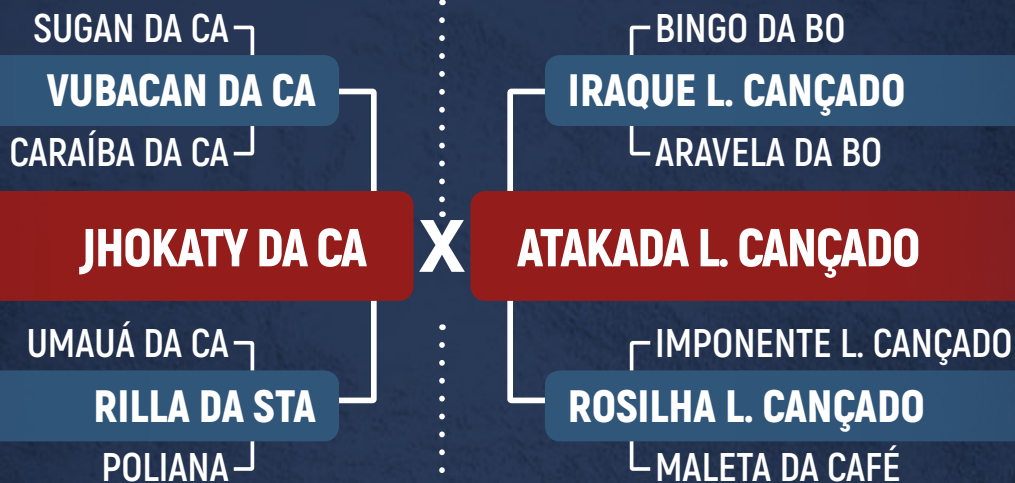 SUGAN DA CA
VUBACAN DA CA
CARAÍBA DA CA
JHOKATY DA CA
UMAUÁ DA CA
RILLA DA STA
POLIANA
X
BINGO DA BO
IRAQUE L. CANÇADO
ARAVELA DA BO
ATAKADA L. CANÇADO
IMPONENTE L. CANÇADO
ROSILHA L. CANÇADO
MALETA DA CAFÉ